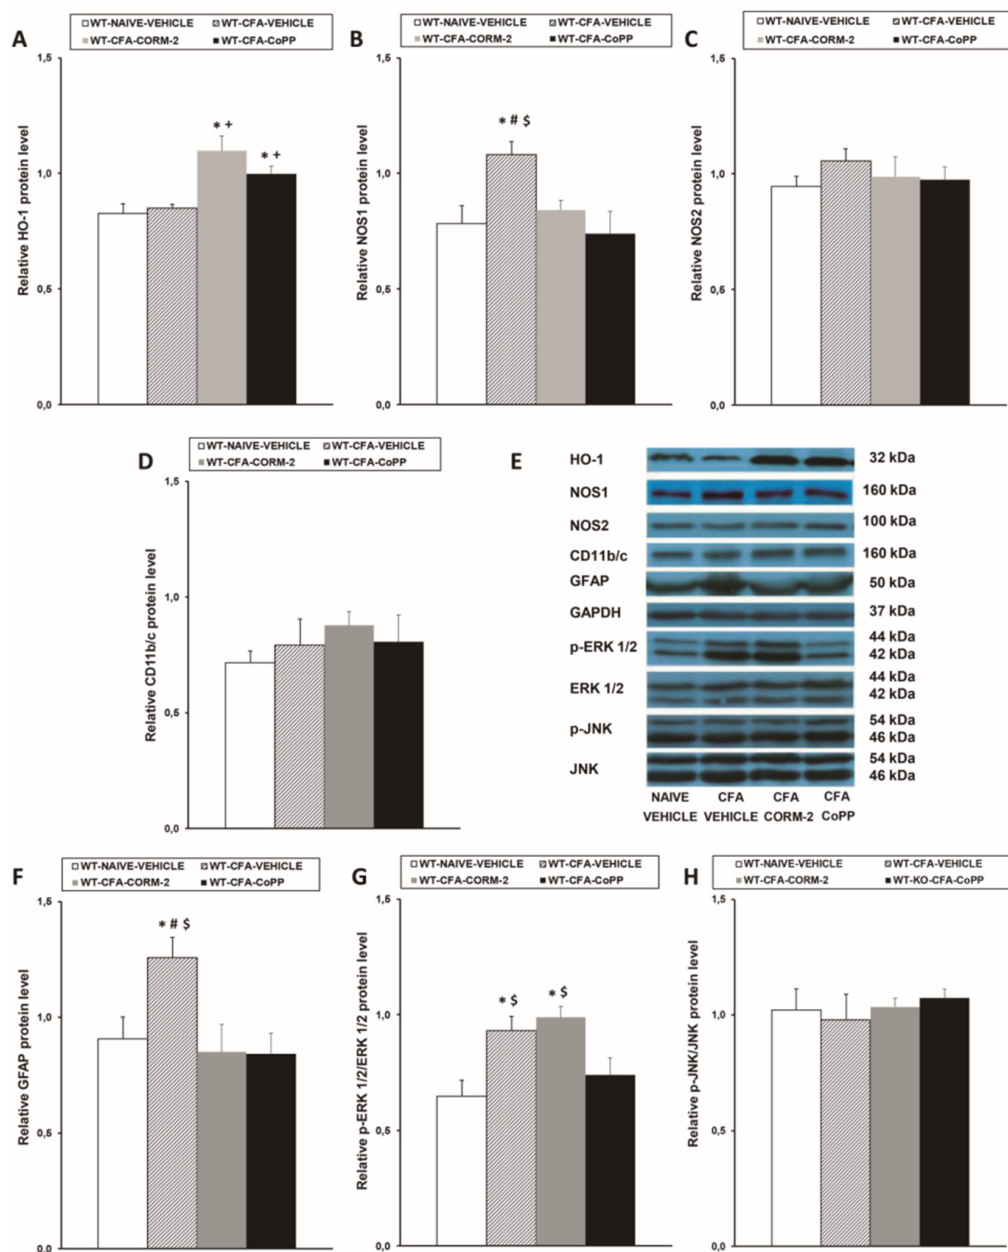 A
WT-NAIVE-VEHICLE WT-CFA-VEHICLE
WT-CFA-CORM-2 WT-CFA-CoPP
1,5
1,0
0,5
0,0
Relative HO-1 protein level
* +
* +
B
WT-NAIVE-VEHICLE WT-CFA-VEHICLE
WT-CFA-CORM-2 WT-CFA-CoPP
1,5
1,0
0,5
0,0
Relative NOS1 protein level
* # $
C
WT-NAIVE-VEHICLE WT-CFA-VEHICLE
WT-CFA-CORM-2 WT-CFA-CoPP
1,5
1,0
0,5
0,0
Relative NOS2 protein level
D
WT-NAIVE-VEHICLE WT-CFA-VEHICLE
WT-CFA-CORM-2 WT-CFA-CoPP
1,5
1,0
0,5
0,0
Relative CD11b/c protein level
E
HO-1 32 kDa
NOS1 160 kDa
NOS2 100 kDa
CD11b/c 160 kDa
GFAP 50 kDa
GAPDH 37 kDa
p-ERK 1/2 44 kDa
42 kDa
ERK 1/2 44 kDa
42 kDa
p-JNK 54 kDa
46 kDa
JNK 54 kDa
46 kDa
NAIVE CFA CFA CFA
VEHICLE VEHICLE CORM-2 CoPP
F
WT-NAIVE-VEHICLE WT-CFA-VEHICLE
WT-CFA-CORM-2 WT-CFA-CoPP
1,5
1,0
0,5
0,0
Relative GFAP protein level
* # $
G
WT-NAIVE-VEHICLE WT-CFA-VEHICLE
WT-CFA-CORM-2 WT-CFA-CoPP
1,5
1,0
0,5
0,0
Relative p-ERK 1/2/ERK 1/2 protein level
* $
* $
H
WT-NAIVE-VEHICLE WT-CFA-VEHICLE
WT-CFA-CORM-2 WT-KO-CFA-CoPP
1,5
1,0
0,5
0,0
Relative p-JNK/JNK protein level